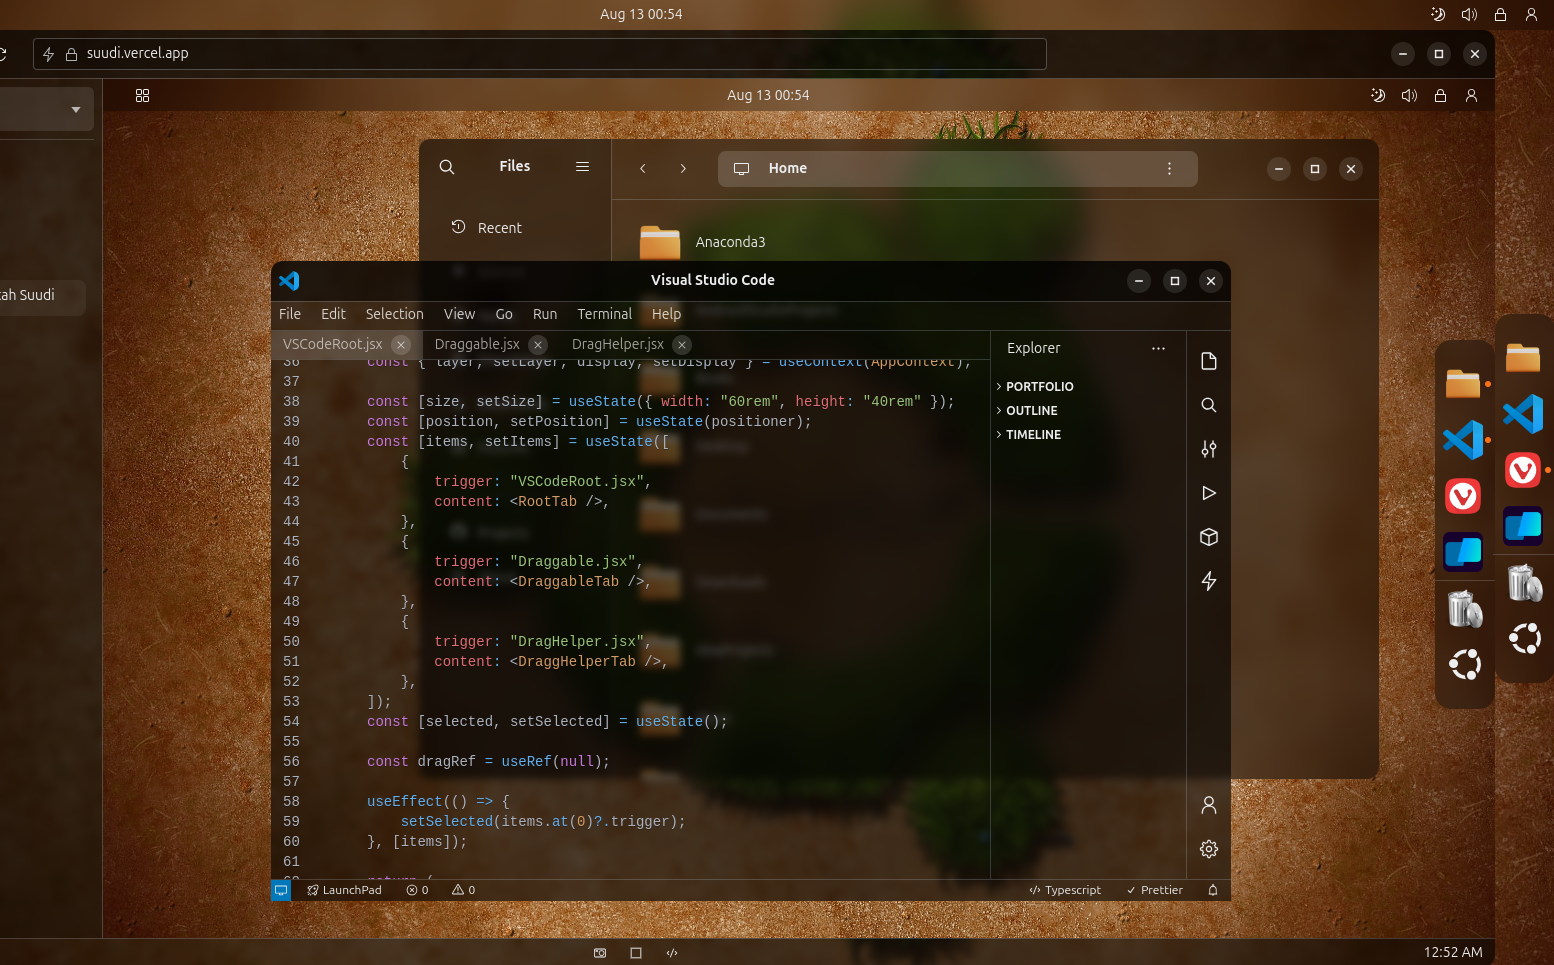 Aug 13 00:54
suudi.vercel.app
Aug 13 00:54
Files
Home
Recent
Anaconda3
Suudi
Visual Studio Code
File Edit Selection View Go Run Terminal Help
VSCodeRoot.jsx Draggable.jsx DragHelper.jsx
Explorer
PORTFOLIO
OUTLINE
TIMELINE
36 const { layer, setLayer, display, setDisplay } = useContext(AppContext);
37
38 const [size, setSize] = useState({ width: "60rem", height: "40rem" });
39 const [position, setPosition] = useState(positioner);
40 const [items, setItems] = useState([
41 {
42 trigger: "VSCodeRoot.jsx",
43 content: <RootTab />,
44 },
45 {
46 trigger: "Draggable.jsx",
47 content: <DraggableTab />,
48 },
49 {
50 trigger: "DragHelper.jsx",
51 content: <DraggHelperTab />,
52 },
53 ]);
54 const [selected, setSelected] = useState();
55
56 const dragRef = useRef(null);
57
58 useEffect(() => {
59 setSelected(items.at(0)?.trigger);
60 }, [items]);
61
62 return (
LaunchPad 0 0
Typescript Prettier
12:52 AM